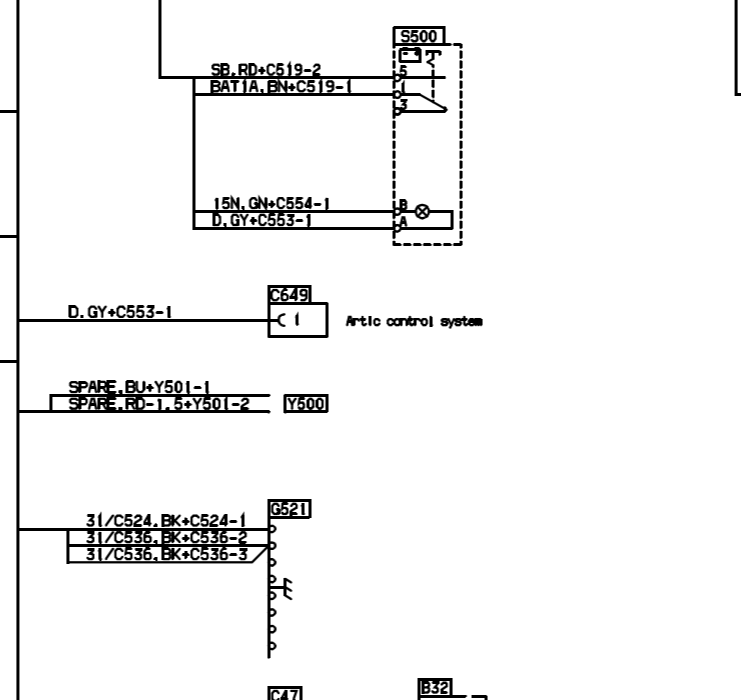 S500
SB.RD+C519-2
5
BAT1A.BN+C519-1
1
3
15N.GN+C554-1
B
D.GY+C553-1
A
C649
D.GY+C553-1
1
Artic control system
SPARE.BU+Y501-1
SPARE.RD-1.5+Y501-2
Y500
G521
31/C524.BK+C524-1
31/C536.BK+C536-2
31/C536.BK+C536-3
C47
B32